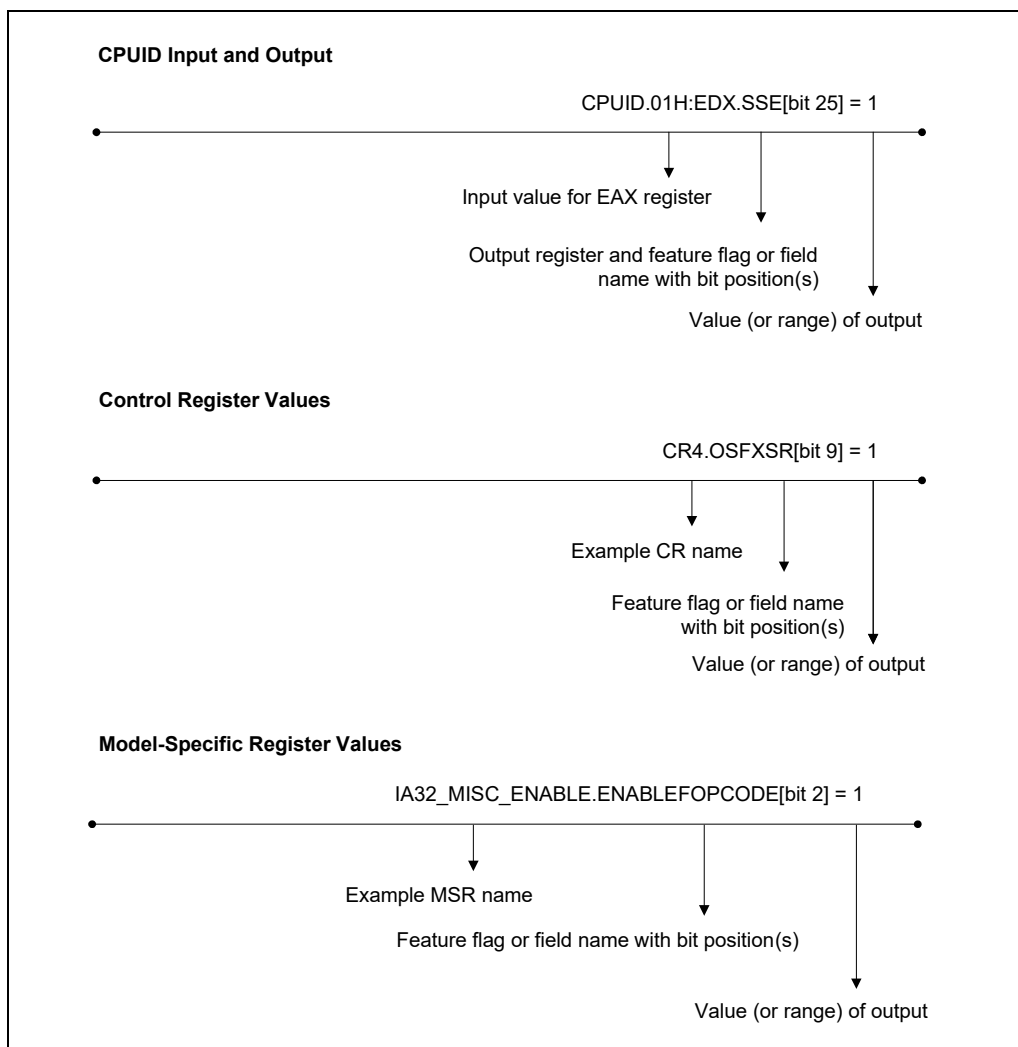 CPUID Input and Output
CPUID.01H:EDX.SSE[bit 25] = 1
Input value for EAX register
Output register and feature flag or field
name with bit position(s)
Value (or range) of output
Control Register Values
CR4.OSFXSR[bit 9] = 1
Example CR name
Feature flag or field name
with bit position(s)
Value (or range) of output
Model-Specific Register Values
IA32_MISC_ENABLE.ENABLEFOPCODE[bit 2] = 1
Example MSR name
Feature flag or field name with bit position(s)
Value (or range) of output